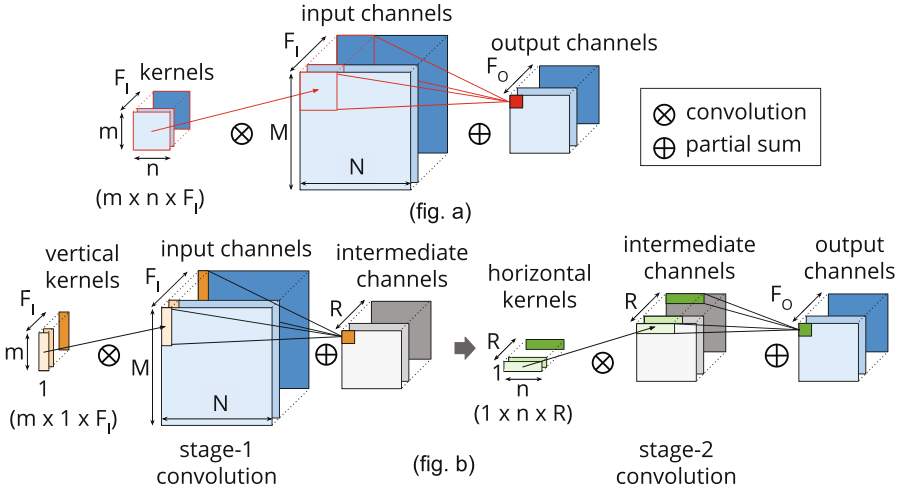 input channels
F_I
output channels
F_O
kernels
F_I
m
n
(m x n x F_I)
M
N
⊗
⊕
⊗ convolution
⊕ partial sum
(fig. a)
vertical
kernels
F_I
m
1
(m x 1 x F_I)
⊗
input channels
F_I
M
N
stage-1
convolution
⊕
intermediate
channels
R
(fig. b)
horizontal
kernels
R
1
n
(1 x n x R)
⊗
intermediate
channels
R
stage-2
convolution
⊕
output
channels
F_O